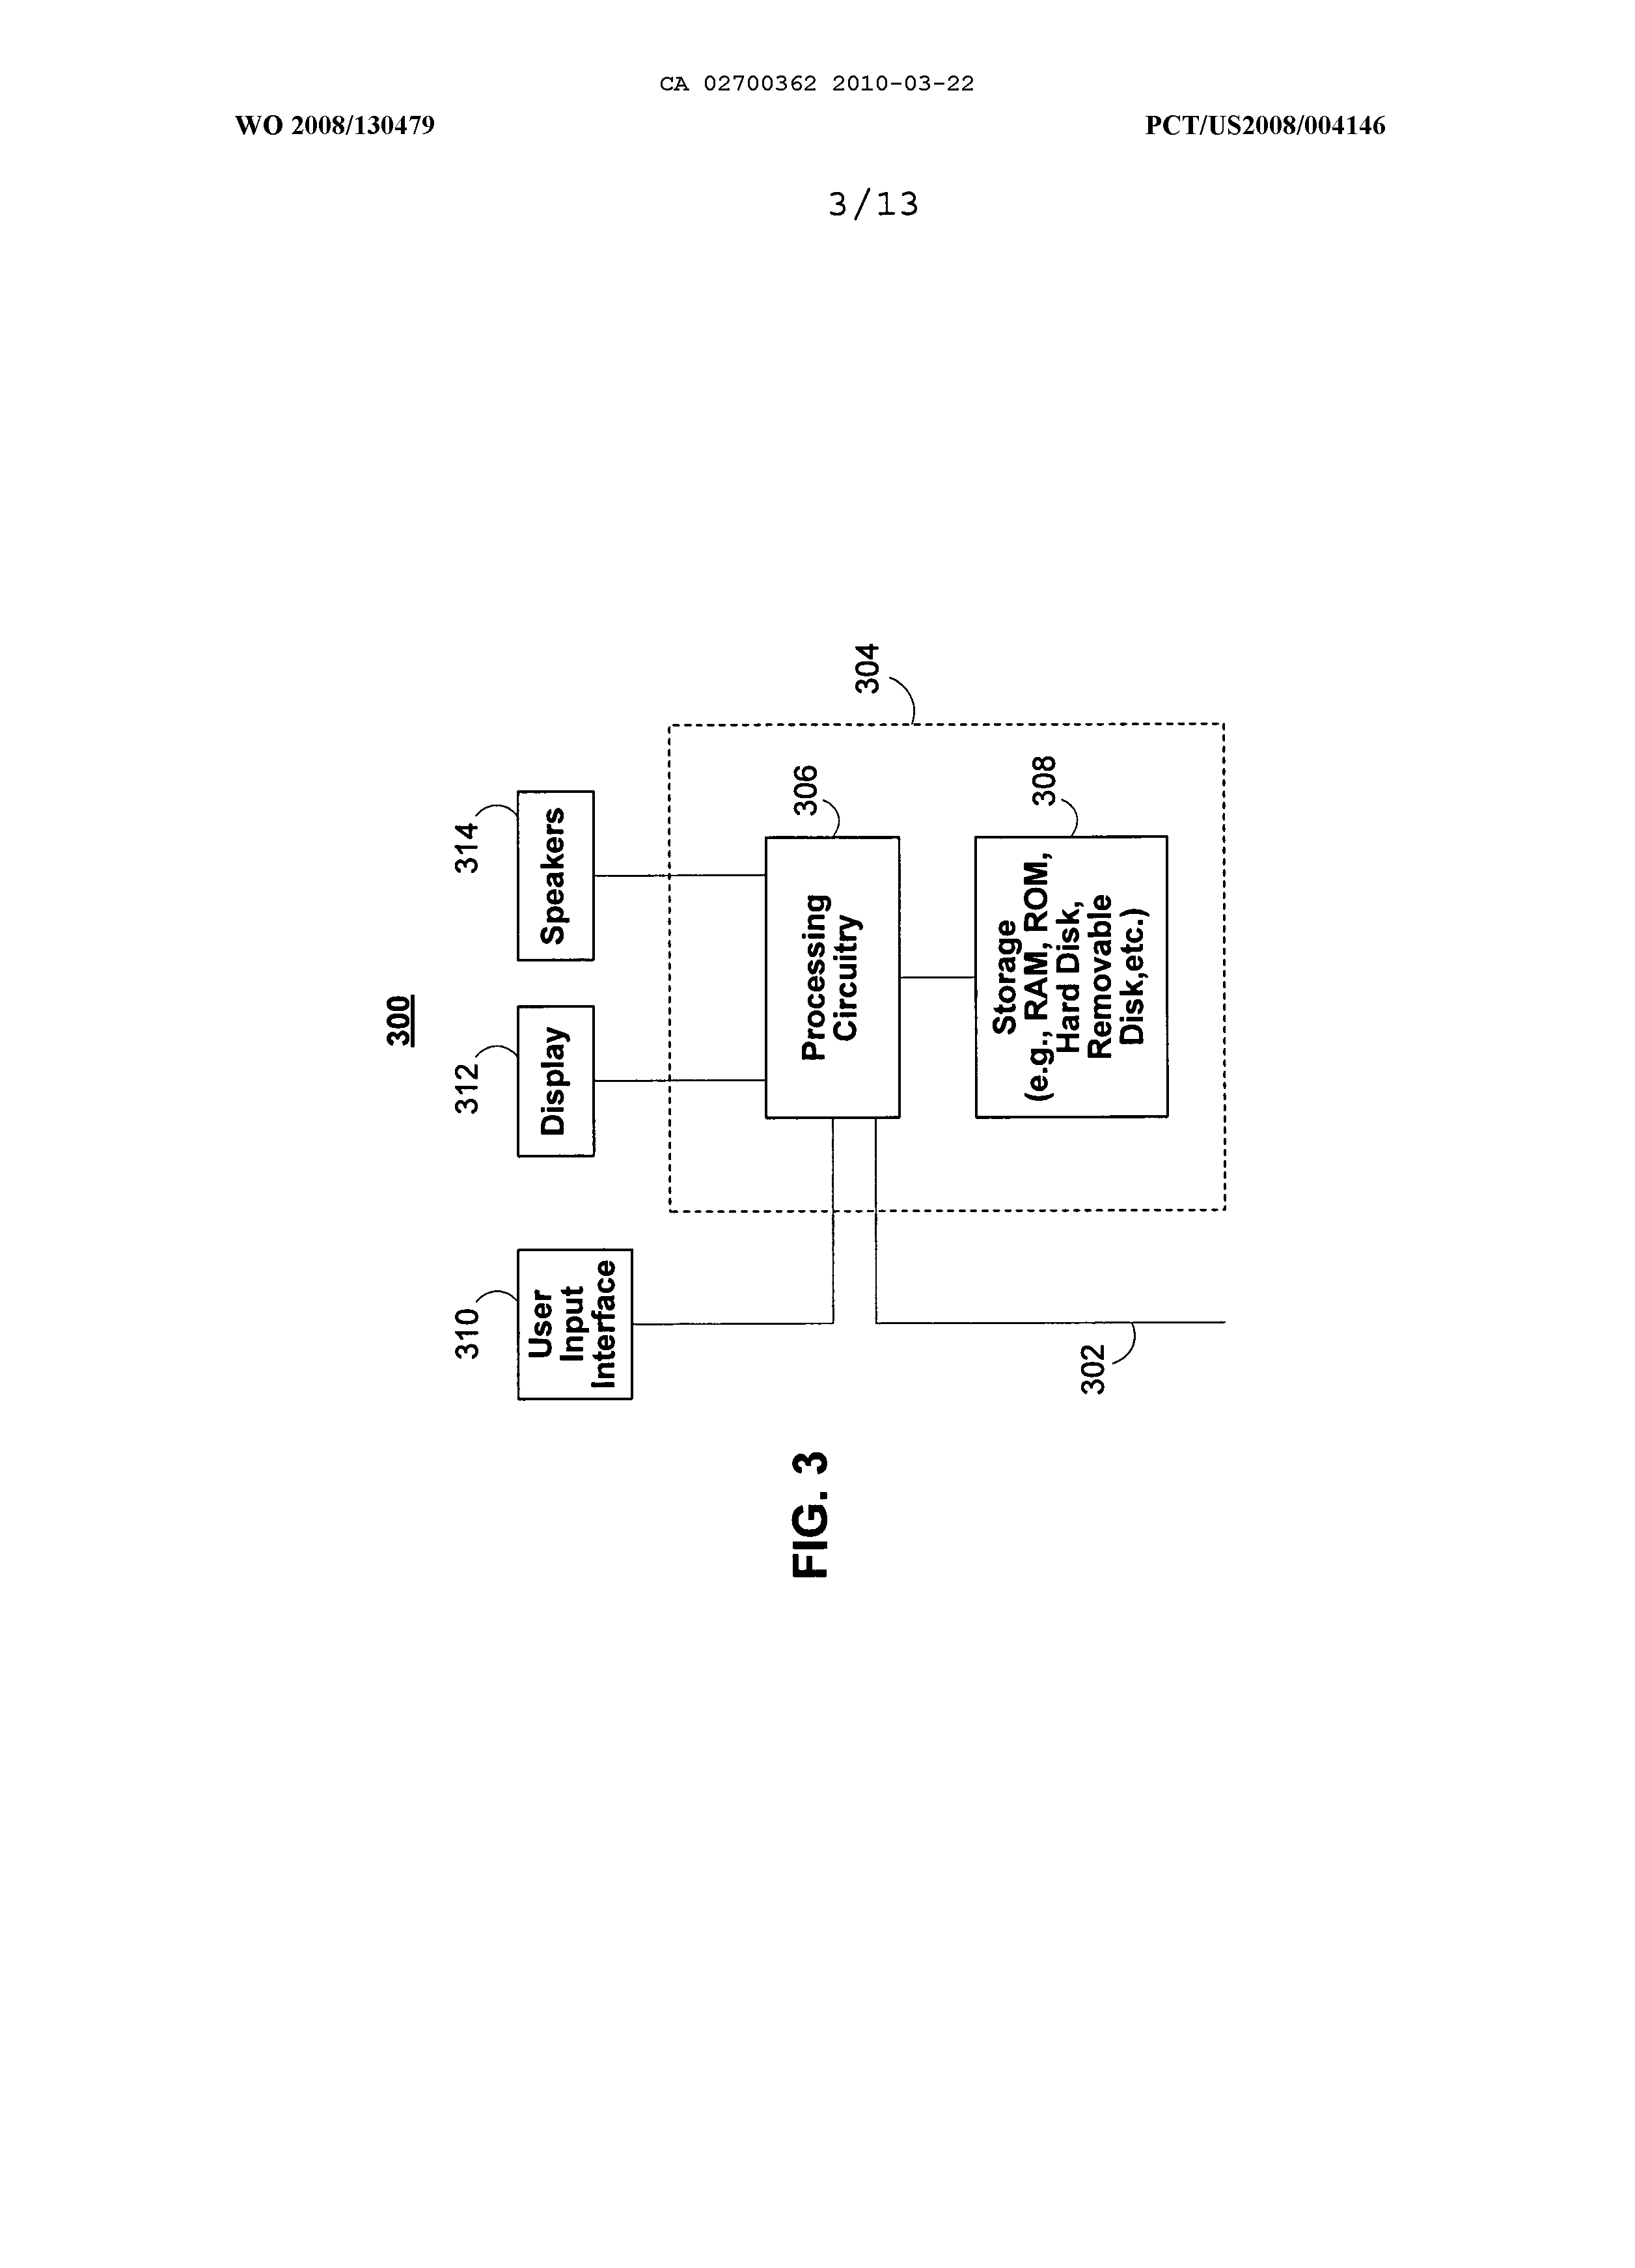 CA 02700362 2010-03-22
WO 2008/130479
PCT/US2008/004146
3/13
300
310
User
Input
Interface
312
Display
314
Speakers
304
306
Processing
Circuitry
308
Storage
(e.g., RAM, ROM,
Hard Disk,
Removable
Disk,etc.)
302
FIG. 3